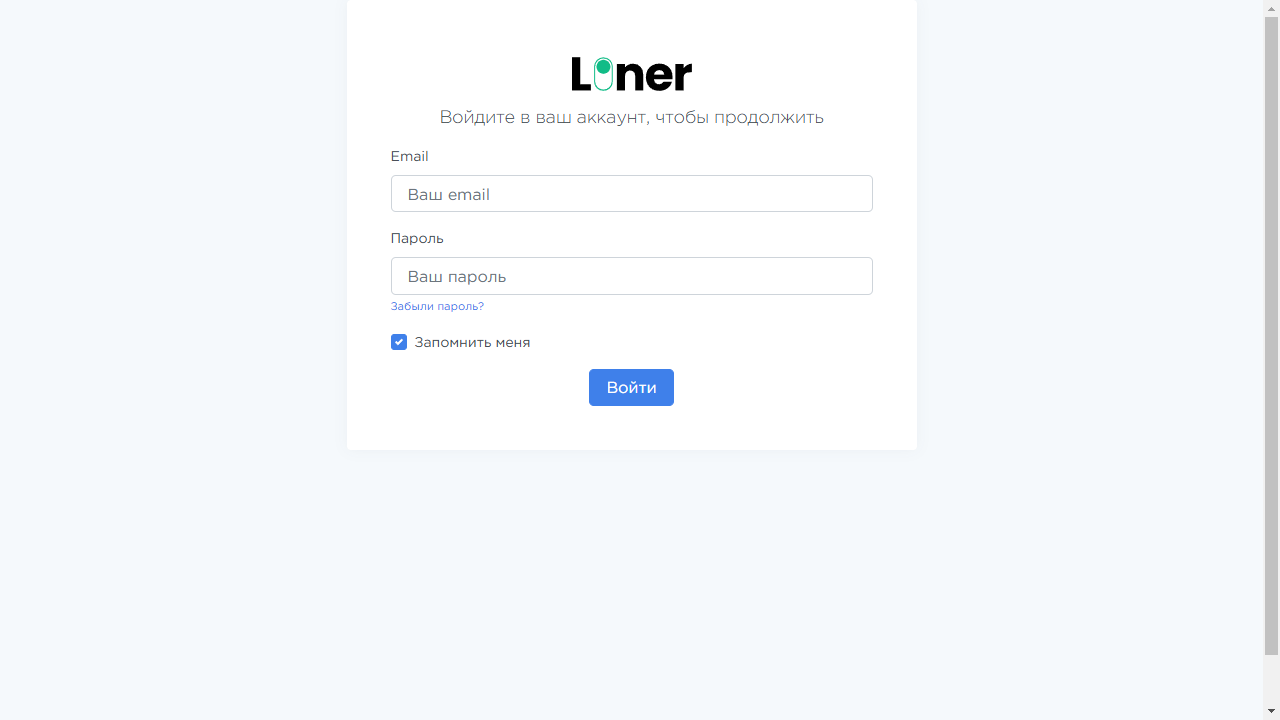 Liner
Войдите в ваш аккаунт, чтобы продолжить
Email
Ваш email
Пароль
Ваш пароль
Забыли пароль?
Запомнить меня
Войти